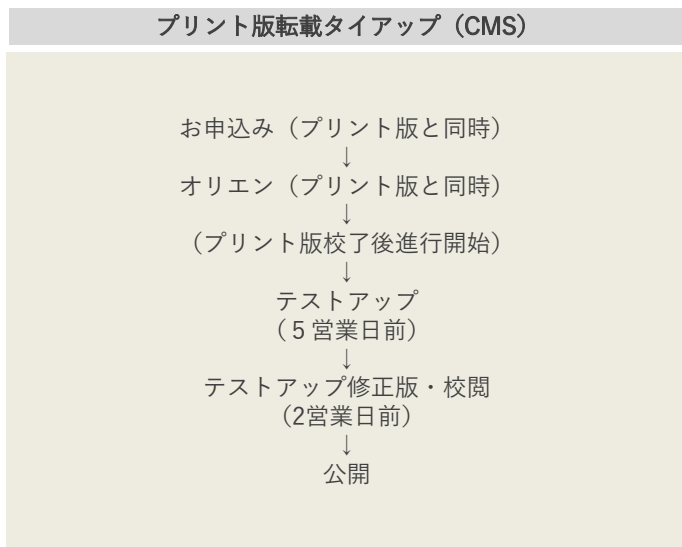 プリント版転載タイアップ（CMS）
お申込み（プリント版と同時）
↓
オリエン（プリント版と同時）
↓
（プリント版校了後進行開始）
↓
テストアップ
（５営業日前）
↓
テストアップ修正版・校閲
（2営業日前）
↓
公開